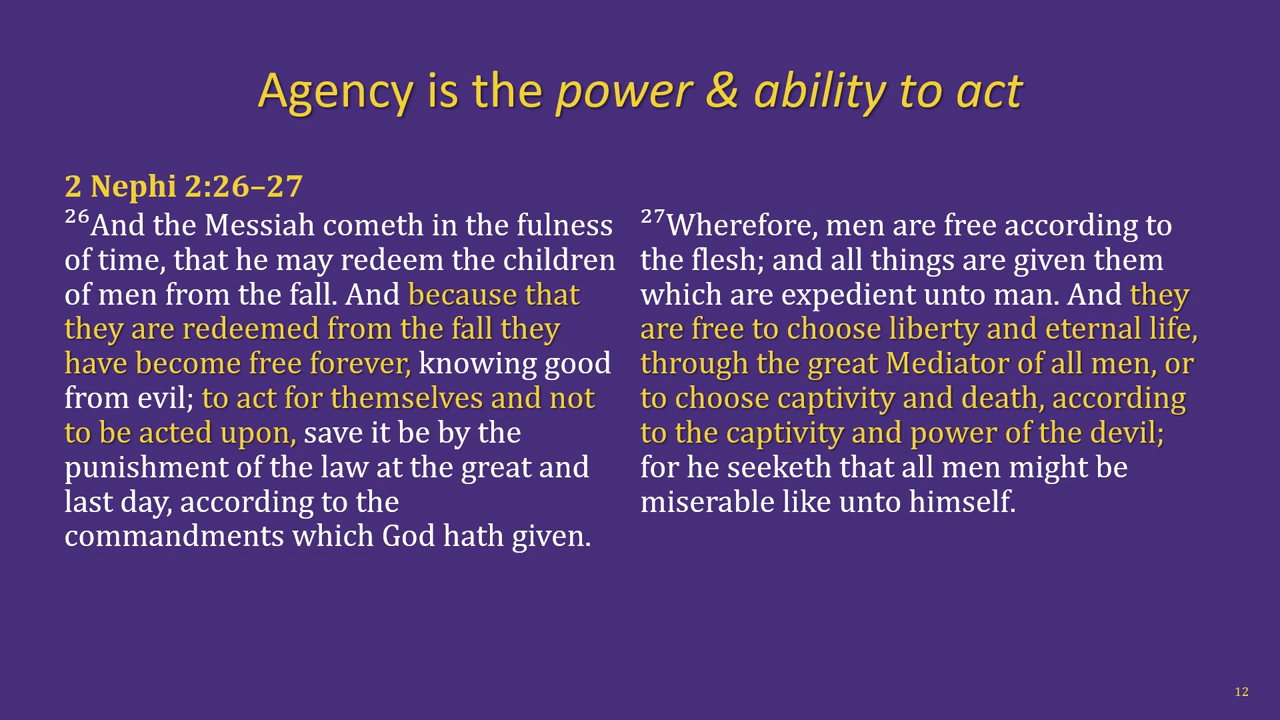 Agency is the power & ability to act
2 Nephi 2:26–27
²⁶And the Messiah cometh in the fulness
of time, that he may redeem the children
of men from the fall. And because that
they are redeemed from the fall they
have become free forever, knowing good
from evil; to act for themselves and not
to be acted upon, save it be by the
punishment of the law at the great and
last day, according to the
commandments which God hath given.
²⁷Wherefore, men are free according to
the flesh; and all things are given them
which are expedient unto man. And they
are free to choose liberty and eternal life,
through the great Mediator of all men, or
to choose captivity and death, according
to the captivity and power of the devil;
for he seeketh that all men might be
miserable like unto himself.
12